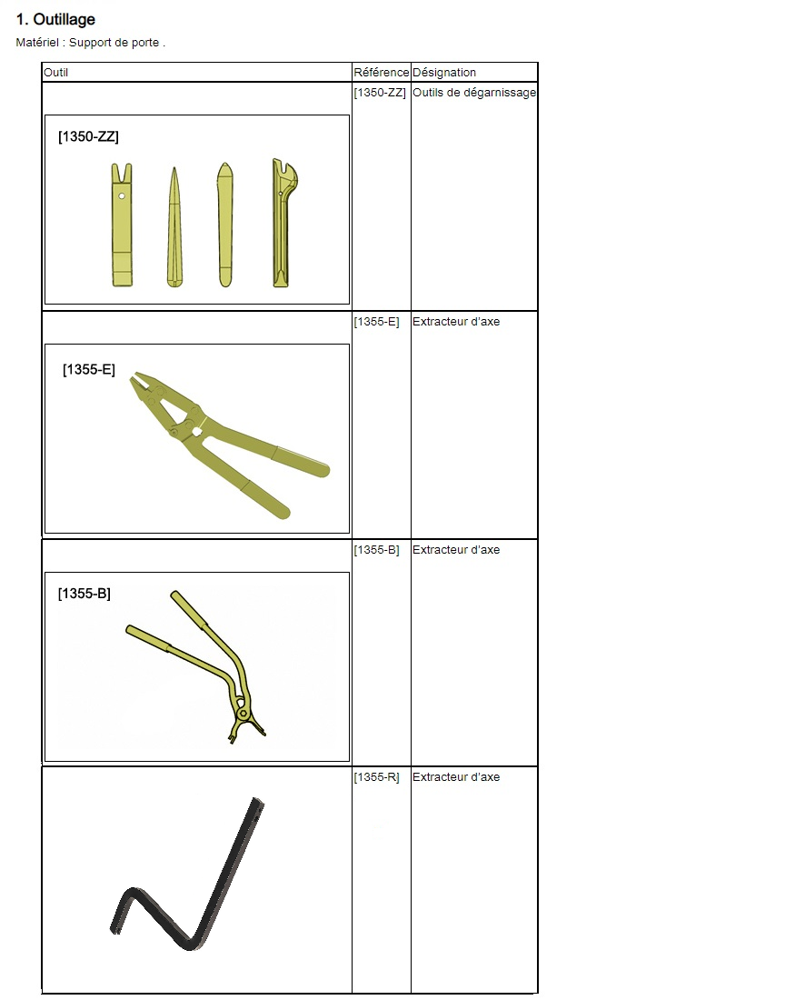 1. Outillage
Matériel : Support de porte .
Outil Référence Désignation
[1350-ZZ] Outils de dégarnissage
[1350-ZZ]
[1355-E] Extracteur d'axe
[1355-E]
[1355-B] Extracteur d'axe
[1355-B]
[1355-R] Extracteur d'axe